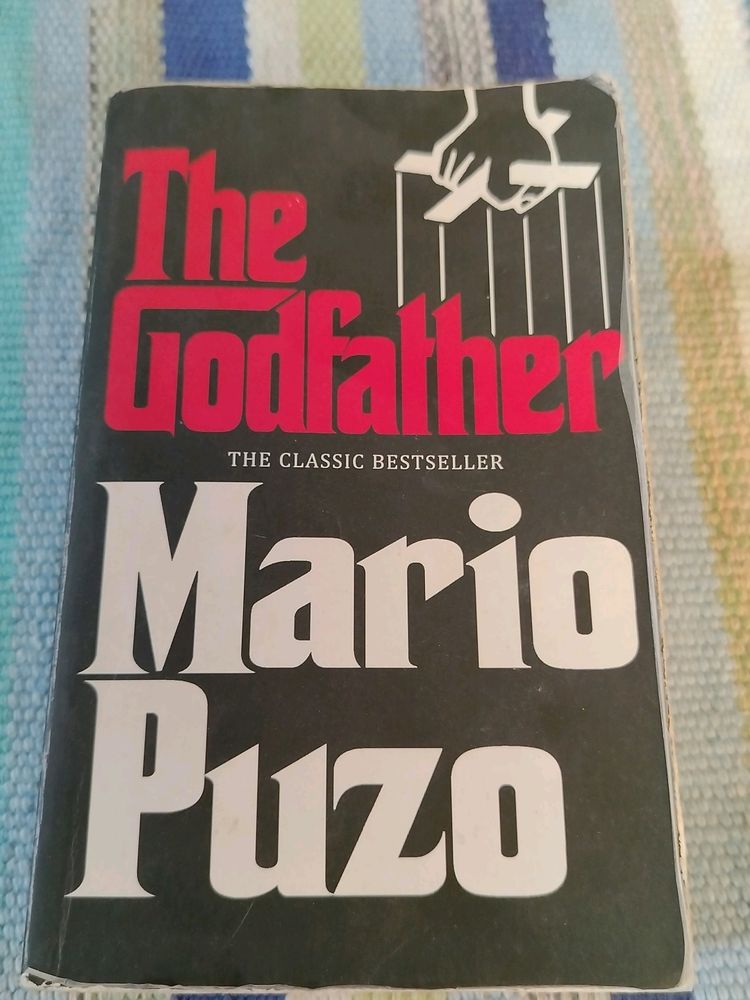 The
Godfather
THE CLASSIC BESTSELLER
Mario
Puzo